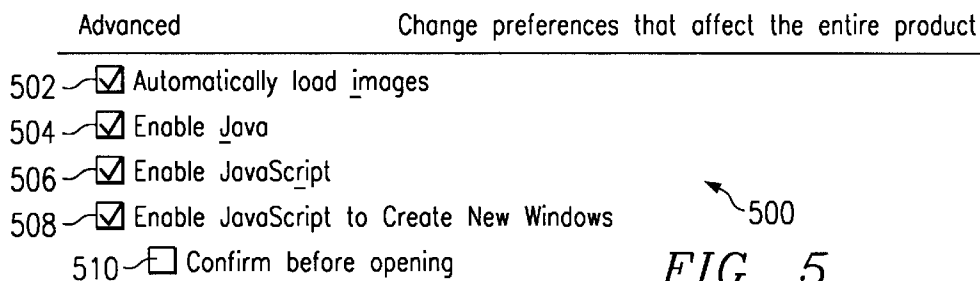 Advanced Change preferences that affect the entire product
502 Automatically load images
504 Enable Java
506 Enable JavaScript
508 Enable JavaScript to Create New Windows
500
510 Confirm before opening
FIG. 5